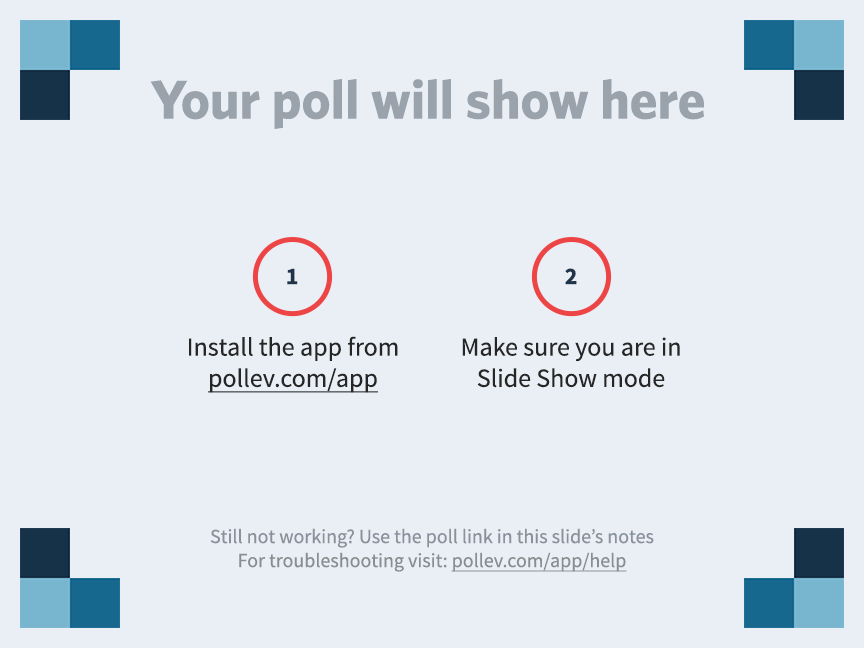 Your poll will show here
1
Install the app from
pollev.com/app
2
Make sure you are in
Slide Show mode
Still not working? Use the poll link in this slide’s notes
For troubleshooting visit: pollev.com/app/help